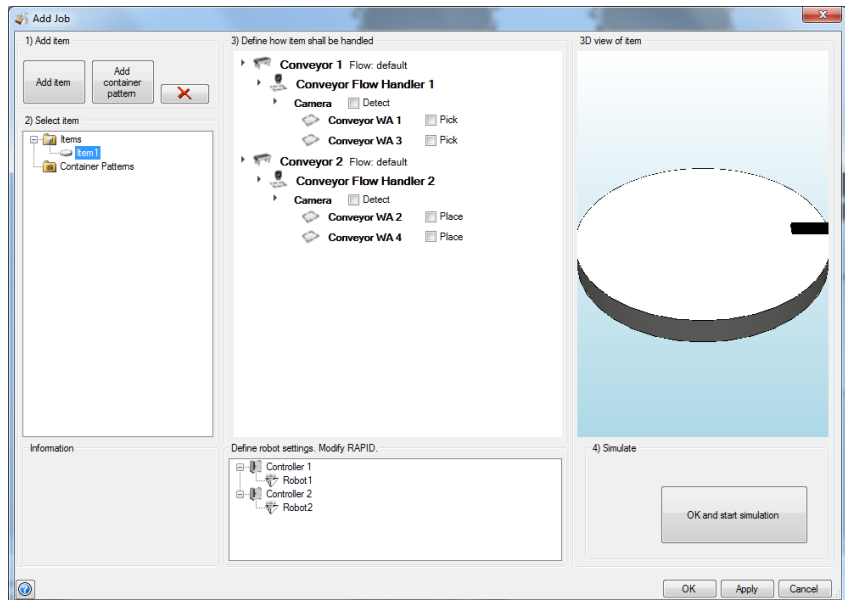 Add Job
1) Add item
Add item
Add
container
pattern
2) Select item
Items
Item1
Container Patterns
3) Define how item shall be handled
Conveyor 1 Flow: default
Conveyor Flow Handler 1
Camera Detect
Conveyor WA 1 Pick
Conveyor WA 3 Pick
Conveyor 2 Flow: default
Conveyor Flow Handler 2
Camera Detect
Conveyor WA 2 Place
Conveyor WA 4 Place
3D view of item
Information
Define robot settings. Modify RAPID.
Controller 1
Robot1
Controller 2
Robot2
4) Simulate
OK and start simulation
OK Apply Cancel